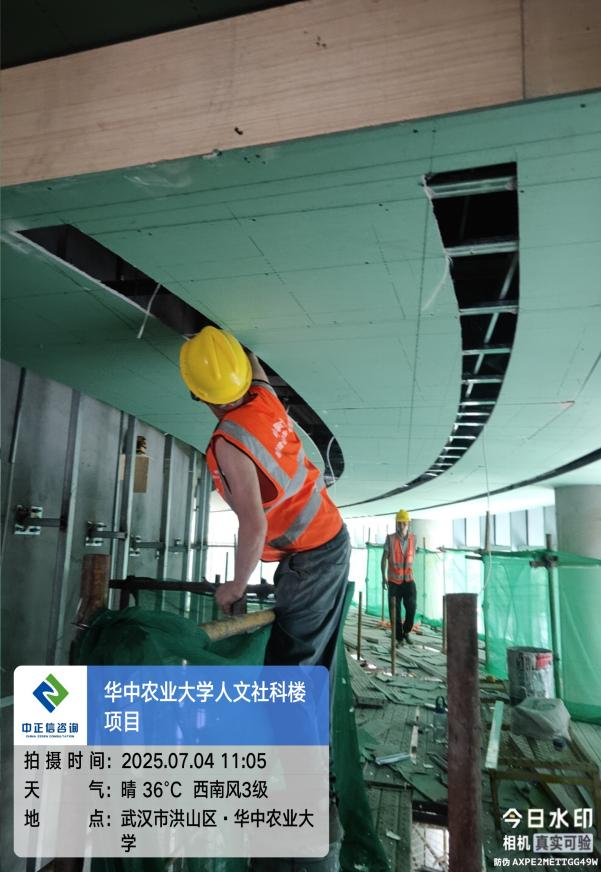 华中农业大学人文社科楼
项目
中正信咨询
CHINA ZZXIN CONSULTATION
拍摄时间: 2025.07.04 11:05
天气: 晴 36°C 西南风3级
地点: 武汉市洪山区·华中农业大
学
今日水印
相机 真实可验
防伪 AXPE2METTGG49W